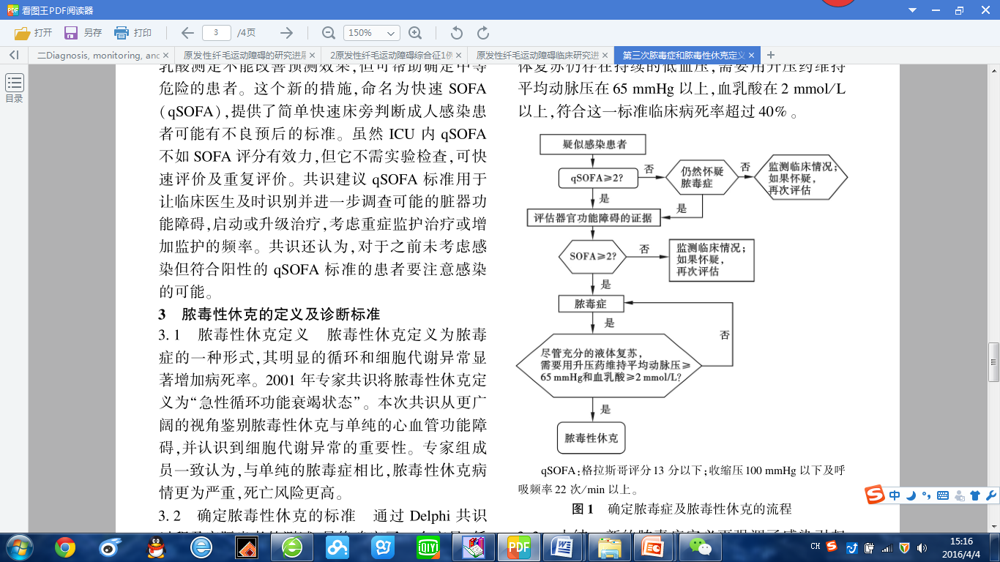 看图王PDF阅读器
打开
另存
打印
3
/4页
150%
二Diagnosis, monitoring, and
原发性纤毛运动障碍的研究进展
2原发性纤毛运动障碍综合征1例
原发性纤毛运动障碍临床研究进
第三次脓毒症和脓毒性休克定义
目录
乳酸测定不能改善预测效果,但可帮助确定中等
危险的患者。这个新的措施,命名为快速 SOFA
(qSOFA),提供了简单快速床旁判断成人感染患
者可能有不良预后的标准。虽然 ICU 内 qSOFA
不如 SOFA 评分有效力,但它不需实验检查,可快
速评价及重复评价。共识建议 qSOFA 标准用于
让临床医生及时识别并进一步调查可能的脏器功
能障碍,启动或升级治疗,考虑重症监护治疗或增
加监护的频率。共识还认为,对于之前未考虑感
染但符合阳性的 qSOFA 标准的患者要注意感染
的可能。
3 脓毒性休克的定义及诊断标准
3.1 脓毒性休克定义 脓毒性休克定义为脓毒
症的一种形式,其明显的循环和细胞代谢异常显
著增加病死率。2001 年专家共识将脓毒性休克定
义为“急性循环功能衰竭状态”。本次共识从更广
阔的视角鉴别脓毒性休克与单纯的心血管功能障
碍,并认识到细胞代谢异常的重要性。专家组成
员一致认为,与单纯的脓毒症相比,脓毒性休克病
情更为严重,死亡风险更高。
3.2 确定脓毒性休克的标准 通过 Delphi 共识
体复苏仍存在持续的低血压,需要用升压药维持
平均动脉压在 65 mmHg 以上,血乳酸在 2 mmol/L
以上,符合这一标准临床病死率超过 40%。
疑似感染患者
qSOFA≥2?
否
仍然怀疑
脓毒症
否
监测临床情况;
如果怀疑,
再次评估
是
是
评估器官功能障碍的证据
SOFA≥2?
否
监测临床情况;
如果怀疑,
再次评估
是
脓毒症
是
否
尽管充分的液体复苏,
需要用升压药维持平均动脉压≥
65 mmHg和血乳酸≥2 mmol/L?
是
脓毒性休克
qSOFA:格拉斯哥评分 13 分以下;收缩压 100 mmHg 以下及呼
吸频率 22 次/min 以上。
图 1 确定脓毒症及脓毒性休克的流程
中
CH
15:16
2016/4/4